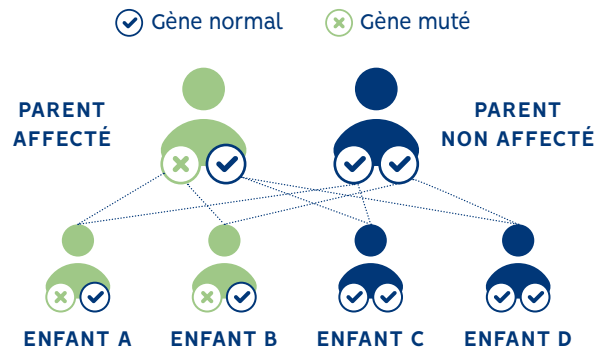 Gène normal
Gène muté
PARENT
AFFECTÉ
PARENT
NON AFFECTÉ
ENFANT A
ENFANT B
ENFANT C
ENFANT D